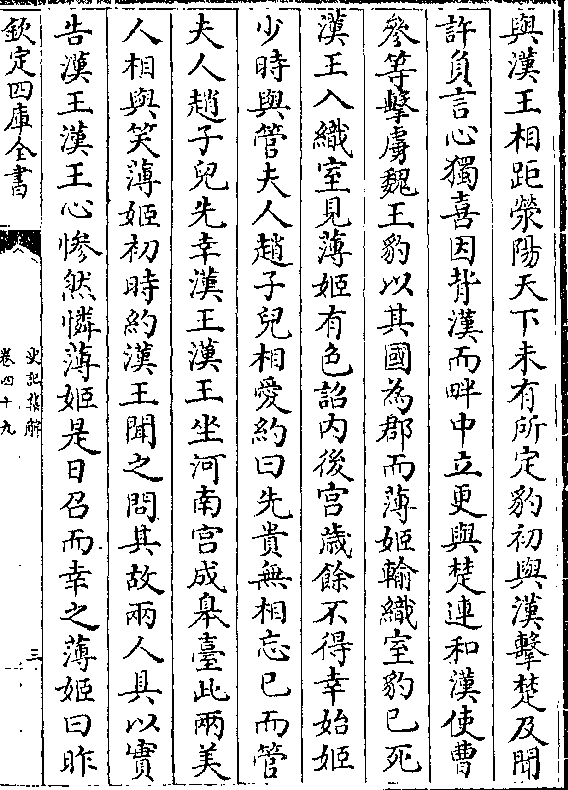 與漢王相距滎陽天下未有所定豹初與漢擊楚及聞
許負言心獨喜因背漢而畔中立更與楚連和漢使曹
參等擊虜魏王豹以其國為郡而薄姬輸織室豹已死
漢王入織室見薄姬有色詔内後宫歲餘不得幸始姬
少時與管夫人趙子兒相愛約曰先貴無相忘已而管
夫人趙子兒先幸漢王漢王坐河南宫成臯臺此兩美
人相與笑薄姬初時約漢王聞之問其故兩人具以實
告漢王漢王心慘然憐薄姬是日召而幸之薄姬曰昨
欽定四庫全書
史記集解
卷四十九
三